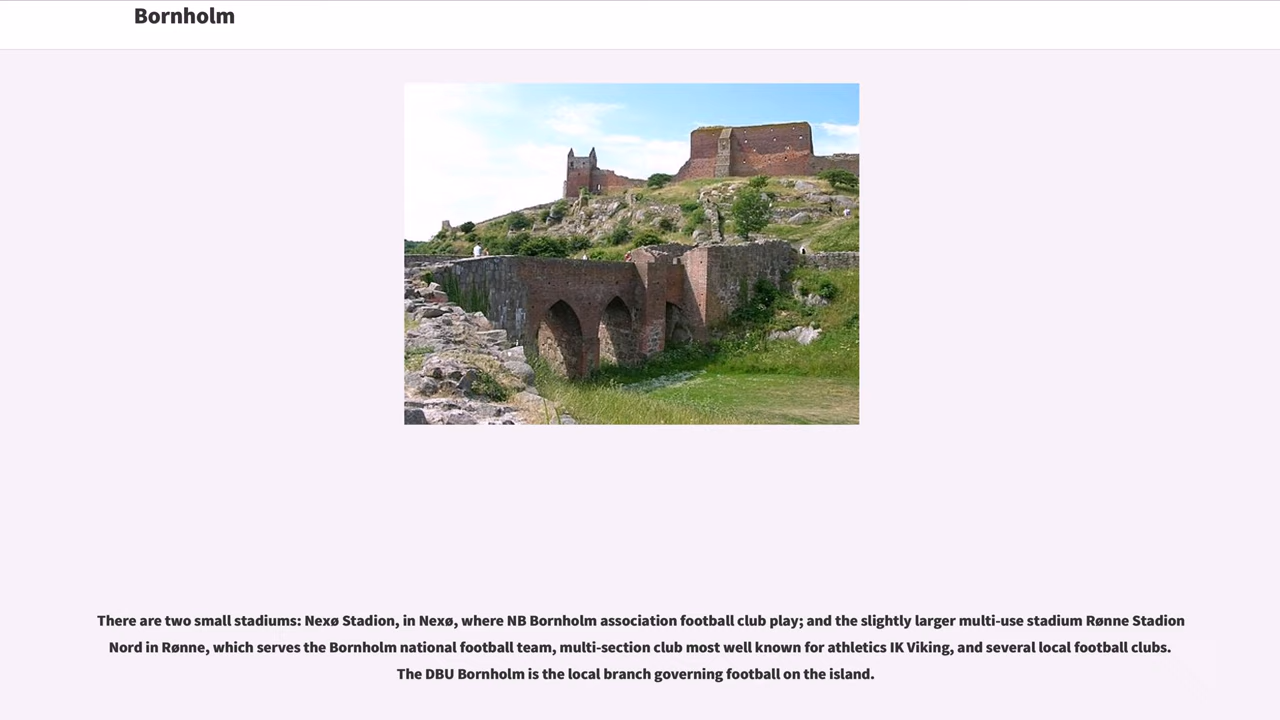 Bornholm
There are two small stadiums: Nexø Stadion, in Nexø, where NB Bornholm association football club play; and the slightly larger multi-use stadium Rønne Stadion
Nord in Rønne, which serves the Bornholm national football team, multi-section club most well known for athletics IK Viking, and several local football clubs.
The DBU Bornholm is the local branch governing football on the island.